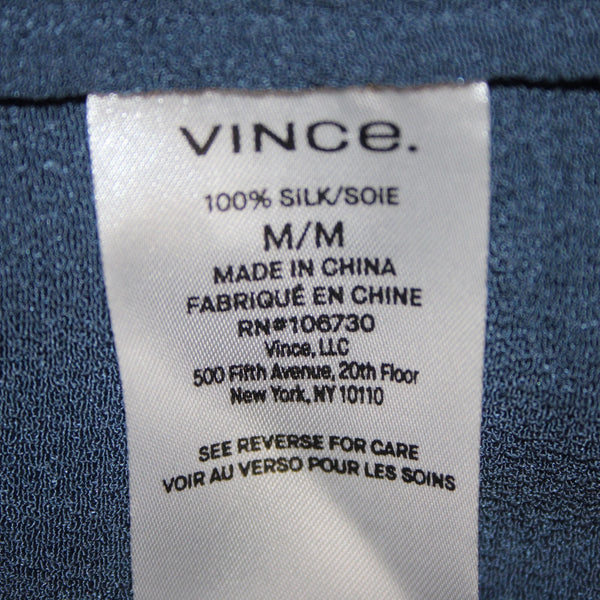 VINCe.
100% SILK/SOIE
M/M
MADE IN CHINA
FABRIQUÉ EN CHINE
RN#106730
Vince, LLC
500 Fifth Avenue, 20th Floor
New York, NY 10110
SEE REVERSE FOR CARE
VOIR AU VERSO POUR LES SOINS